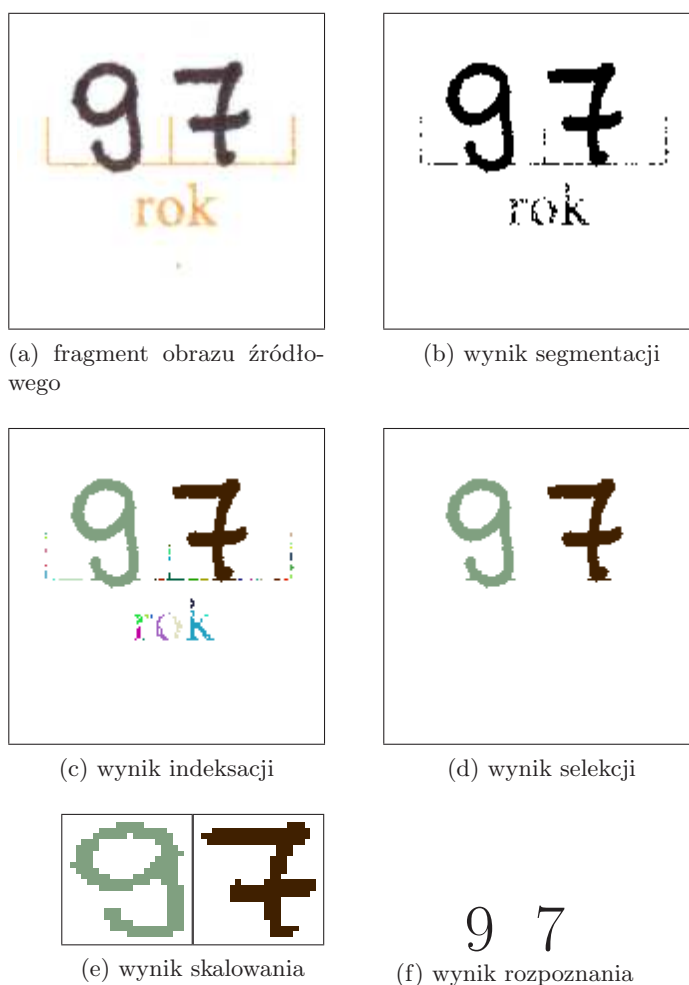 97
rok
(a) fragment obrazu źródło-
wego
97
rok
(b) wynik segmentacji
97
rok
(c) wynik indeksacji
97
(d) wynik selekcji
97
(e) wynik skalowania
9 7
(f) wynik rozpoznania